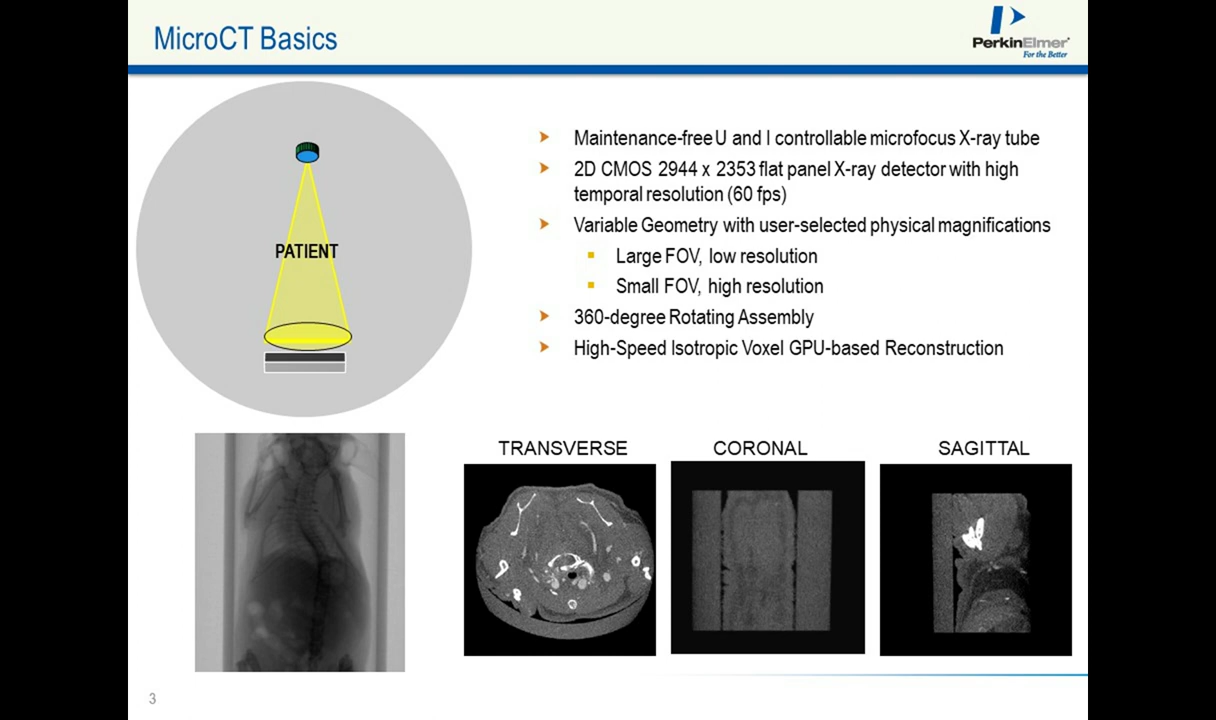 MicroCT Basics
PerkinElmer
For the Better
PATIENT
Maintenance-free U and I controllable microfocus X-ray tube
2D CMOS 2944 x 2353 flat panel X-ray detector with high
temporal resolution (60 fps)
Variable Geometry with user-selected physical magnifications
Large FOV, low resolution
Small FOV, high resolution
360-degree Rotating Assembly
High-Speed Isotropic Voxel GPU-based Reconstruction
TRANSVERSE
CORONAL
SAGITTAL
3